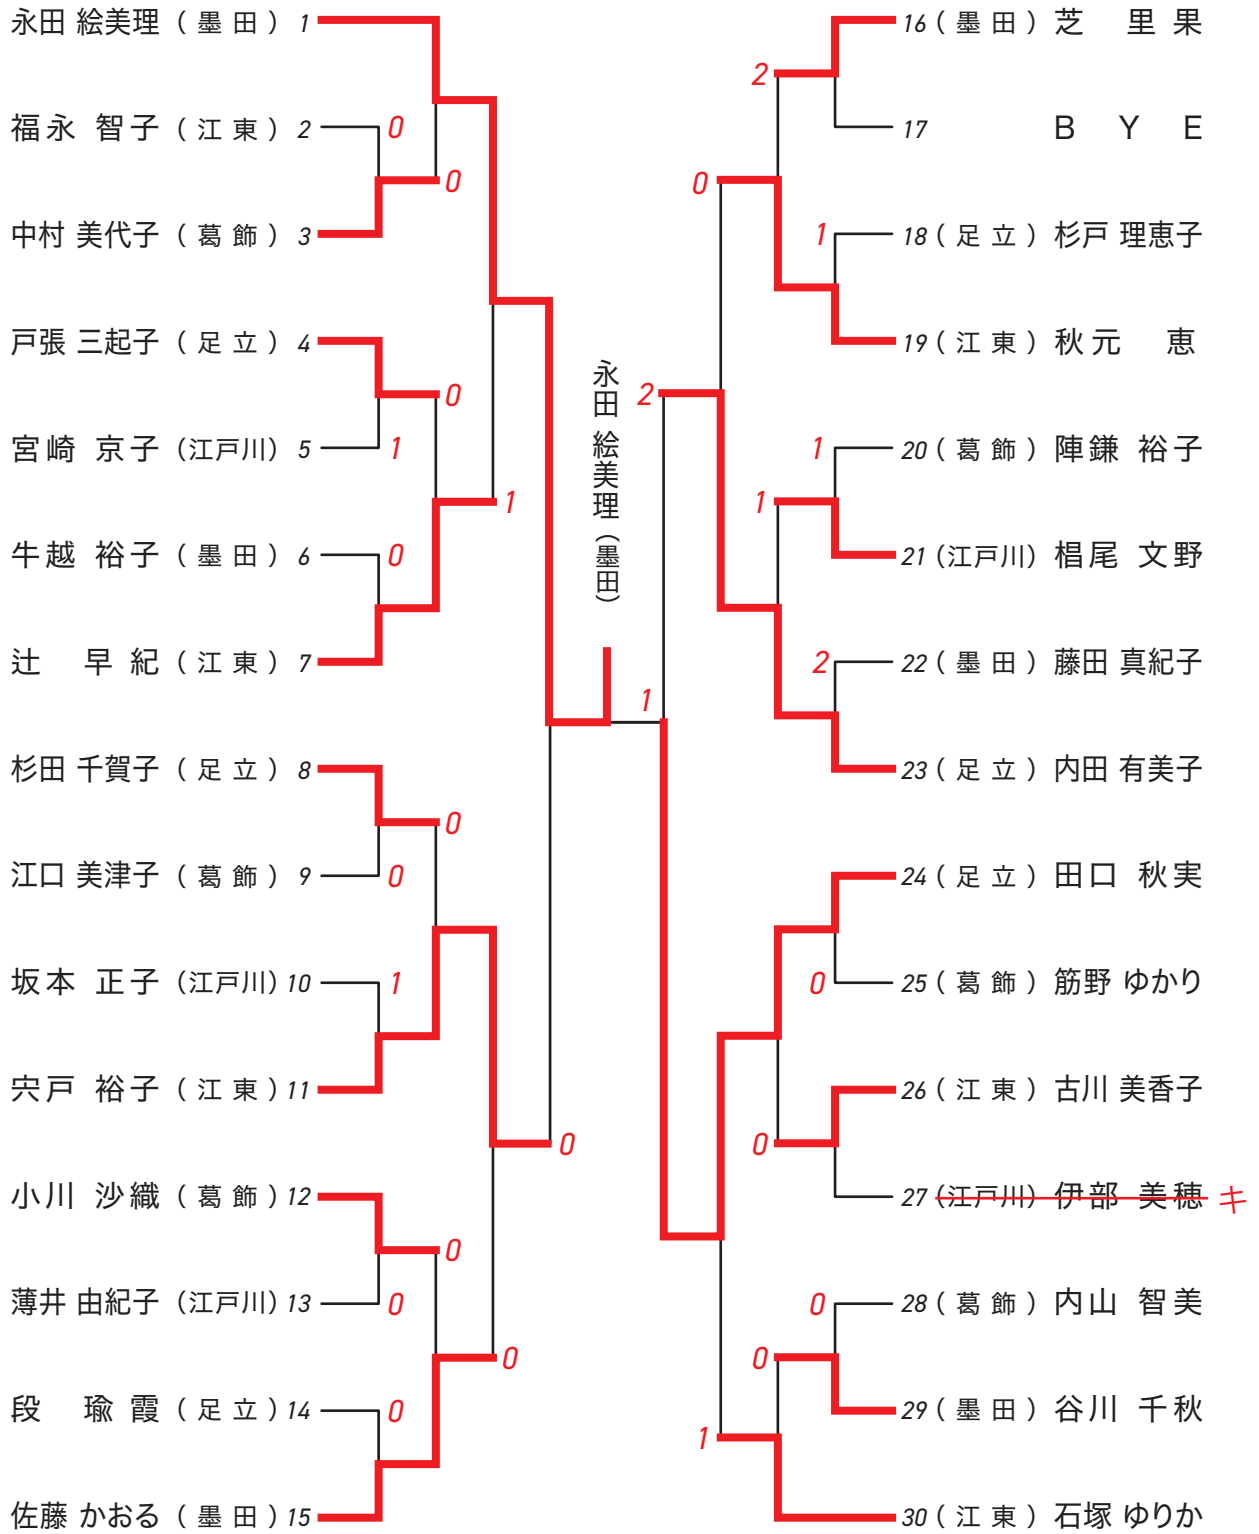 永田 絵美理 (墨田) 1
福永 智子 (江東) 2
0
0
中村 美代子 (葛飾) 3
戸張 三起子 (足立) 4
0
宮崎 京子 (江戸川) 5
1
1
牛越 裕子 (墨田) 6
0
辻 早紀 (江東) 7
杉田 千賀子 (足立) 8
0
江口 美津子 (葛飾) 9
0
坂本 正子 (江戸川) 10
1
宍戸 裕子 (江東) 11
0
小川 沙織 (葛飾) 12
0
薄井 由紀子 (江戸川) 13
0
0
段 瑜霞 (足立) 14
0
佐藤 かおる (墨田) 15
永田 絵美理 (墨田)
1
16 (墨田) 芝 里果
2
17 BYE
0
1
18 (足立) 杉戸 理恵子
19 (江東) 秋元 恵
2
1
20 (葛飾) 陣鎌 裕子
1
21 (江戸川) 椙尾 文野
2
22 (墨田) 藤田 真紀子
23 (足立) 内田 有美子
24 (足立) 田口 秋実
0
25 (葛飾) 筋野 ゆかり
26 (江東) 古川 美香子
0
27 (江戸川) 伊部 美穂 キ
0
28 (葛飾) 内山 智美
0
29 (墨田) 谷川 千秋
1
30 (江東) 石塚 ゆりか